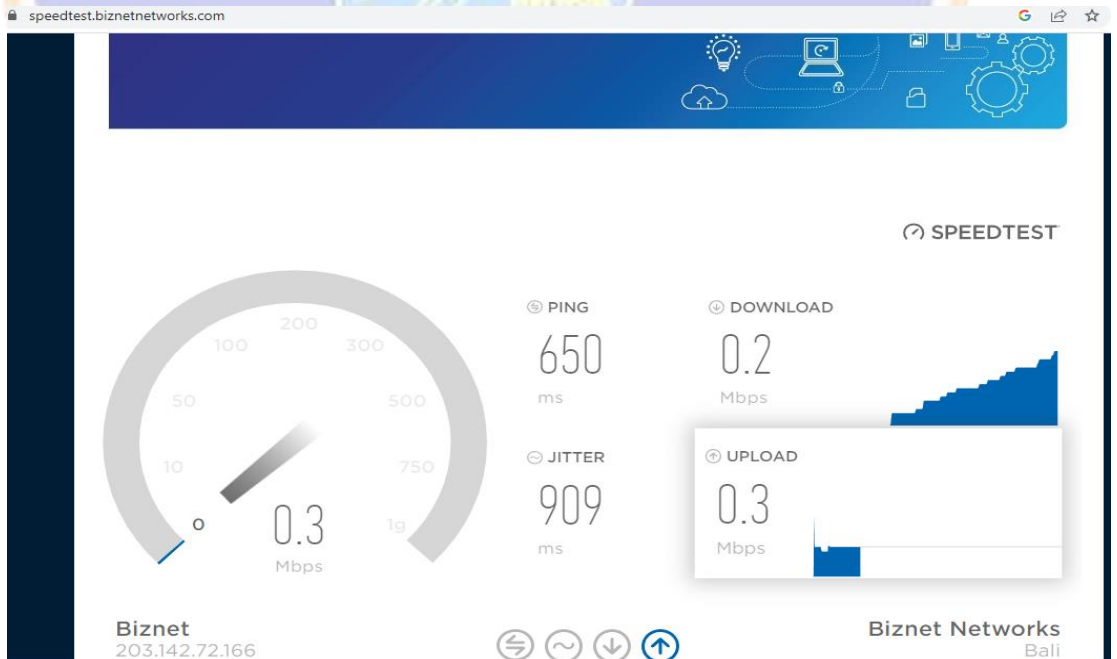 speedtest.biznetnetworks.com
SPEEDTEST
0
10
50
100
200
300
500
750
1g
0.3
Mbps
PING
650
ms
DOWNLOAD
0.2
Mbps
JITTER
909
ms
UPLOAD
0.3
Mbps
Biznet
203.142.72.166
Biznet Networks
Bali